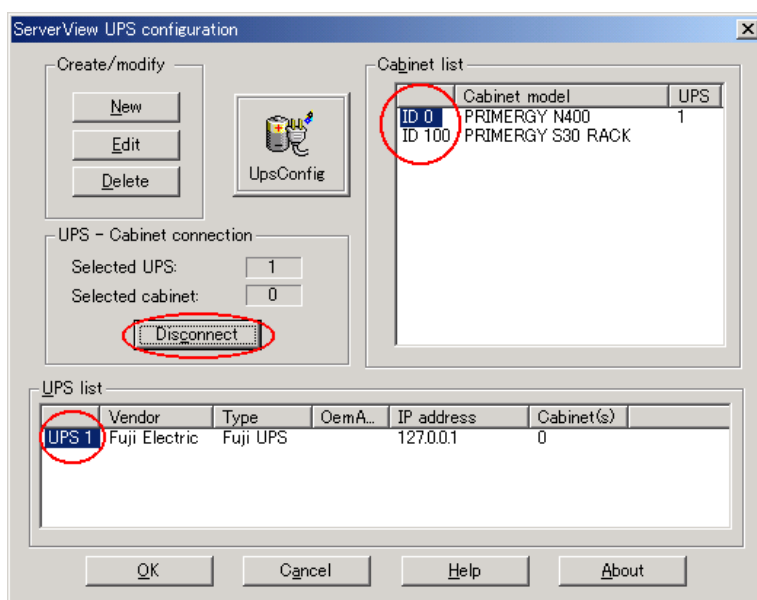 ServerView UPS configuration
Create/modify
New
Edit
Delete
UpsConfig
Cabinet list
Cabinet model UPS
ID 0 PRIMERGY N400 1
ID 100 PRIMERGY S30 RACK
UPS - Cabinet connection
Selected UPS: 1
Selected cabinet: 0
Disconnect
UPS list
Vendor Type OemA... IP address Cabinet(s)
UPS 1 Fuji Electric Fuji UPS 127.0.0.1 0
OK Cancel Help About